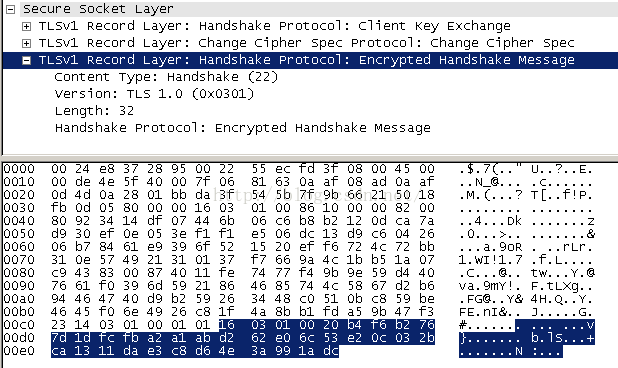 Secure Socket Layer
TLSv1 Record Layer: Handshake Protocol: Client Key Exchange
TLSv1 Record Layer: Change Cipher Spec Protocol: Change Cipher Spec
TLSv1 Record Layer: Handshake Protocol: Encrypted Handshake Message
Content Type: Handshake (22)
Version: TLS 1.0 (0x0301)
Length: 32
Handshake Protocol: Encrypted Handshake Message
0000 00 24 e8 37 28 95 00 22 55 ec fd 3f 08 00 45 00 .$.7(.." U..?..E.
0010 00 de 4e 5f 40 00 7f 06 81 63 0a af 08 ad 0a af ..N_@... .c......
0020 0d 4d 0a 28 01 bb da 3f 54 5b 7f 9b 66 21 50 18 .M.(...? T[..f!P.
0030 fb 0d 05 80 00 00 16 03 01 00 86 10 00 00 82 00 ........ ........
0040 80 92 34 14 df 07 44 6b 06 c6 b8 b2 12 0d ca 7a ..4...Dk .......z
0050 d9 30 ef 0e 05 3e f1 f1 e5 06 dc 13 d9 c6 04 26 .0...>.. .......&
0060 06 b7 84 61 e9 39 6f 52 15 20 ef f6 72 4c 72 bb ...a.9oR . ..rLr.
0070 31 0e 57 49 21 31 01 37 f7 66 9a 4c 1b b5 1a 07 1.WI!1.7 .f.L....
0080 c9 43 83 00 87 40 11 fe 74 77 f4 9b 9e 59 d4 40 .C...@.. tw...Y.@
0090 76 61 f0 39 6d 59 21 86 46 85 74 4c 58 67 d2 b6 va.9mY!. F.tLXg..
00a0 94 46 47 40 d9 b2 59 26 34 48 c0 51 0b c8 59 be .FG@..Y& 4H.Q..Y.
00b0 46 45 f0 6e 49 26 c8 1f 4a 8b b1 fd a5 9b 47 f3 FE.nI&.. J.....G.
00c0 23 14 03 01 00 01 01 16 03 01 00 20 b4 f6 b2 76 #....... ... ...v
00d0 7d 1d fc fb a2 a1 ab d2 62 e0 6c 53 e2 0c 03 2b }....... b.lS...+
00e0 ca 13 11 da e3 c8 d6 4e 3a 99 1a dc .......N :...